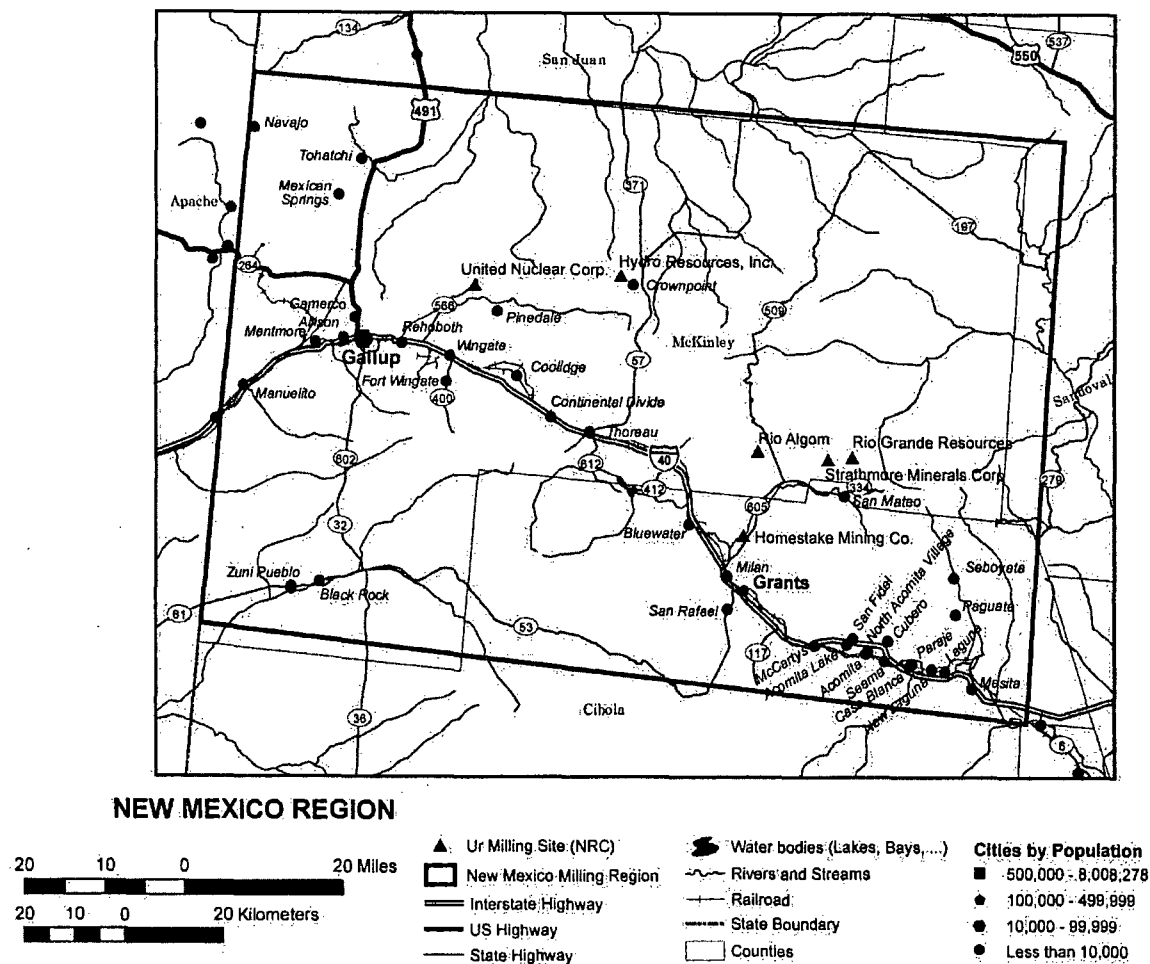 134
San Juan
550
537
491
Navajo
Tohatchi
Mexican
Springs
Apache
371
197
264
United Nuclear Corp.
Hydro Resources, Inc.
Crownpoint
566
Pinedale
509
Gamerco
Allison
Mentmore
Rehoboth
Gallup
Wingate
McKinley
57
Fort Wingate
400
Coolidge
Sandoval
Manuelito
Continental Divide
Thoreau
Rio Algom
Rio Grande Resources
602
612
40
Strathmore Minerals Corp
334
279
412
San Mateo
605
32
Bluewater
Homestake Mining Co.
Milan
Grants
Seboyeta
Zuni Pueblo
Black Rock
San Rafael
San Fidel
North Acomita Village
Cubero
Paguate
61
53
117
McCartys
Acomita Lake
Acomita
Seama
Casa Blanca
New Laguna
Paraje
Laguna
Mesita
Cibola
36
6
NEW MEXICO REGION
20 10 0 20 Miles
20 10 0 20 Kilometers
Ur Milling Site (NRC)
New Mexico Milling Region
Interstate Highway
US Highway
State Highway
Water bodies (Lakes, Bays, ...)
Rivers and Streams
Railroad
State Boundary
Counties
Cities by Population
500,000 - 8,008,278
100,000 - 499,999
10,000 - 99,999
Less than 10,000